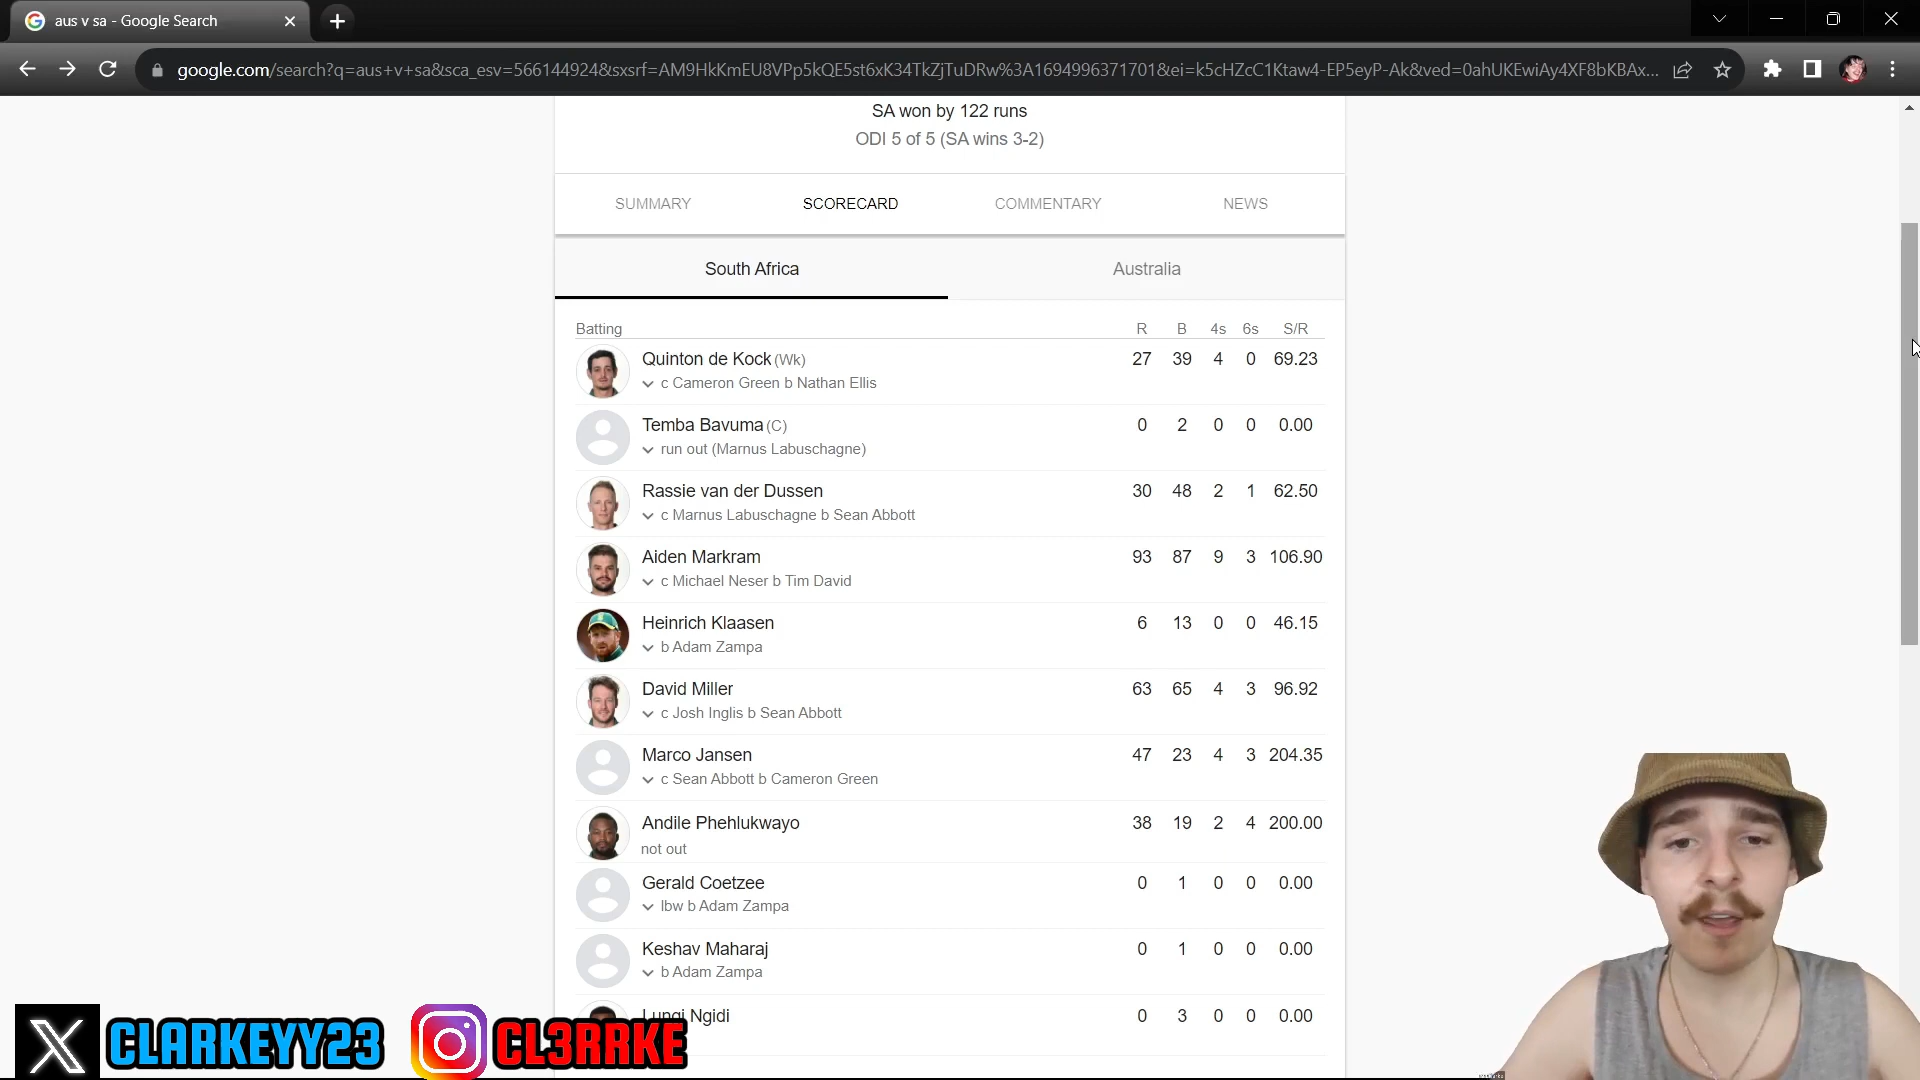 aus v sa - Google Search
google.com/search?q=aus+v+sa&sca_esv=566144924&sxsrf=AM9HkKmEU8VPp5kQE5st6xK34TkZjTuDRw%3A1694996371701&ei=k5cHZcC1Ktaw4-EP5eyP-Ak&ved=0ahUKEwiAy4XF8bKBAx...
SA won by 122 runs
ODI 5 of 5 (SA wins 3-2)
SUMMARY SCORECARD COMMENTARY NEWS
South Africa Australia
Batting R B 4s 6s S/R
Quinton de Kock (Wk) 27 39 4 0 69.23
c Cameron Green b Nathan Ellis
Temba Bavuma (C) 0 2 0 0 0.00
run out (Marnus Labuschagne)
Rassie van der Dussen 30 48 2 1 62.50
c Marnus Labuschagne b Sean Abbott
Aiden Markram 93 87 9 3 106.90
c Michael Neser b Tim David
Heinrich Klaasen 6 13 0 0 46.15
b Adam Zampa
David Miller 63 65 4 3 96.92
c Josh Inglis b Sean Abbott
Marco Jansen 47 23 4 3 204.35
c Sean Abbott b Cameron Green
Andile Phehlukwayo 38 19 2 4 200.00
not out
Gerald Coetzee 0 1 0 0 0.00
lbw b Adam Zampa
Keshav Maharaj 0 1 0 0 0.00
b Adam Zampa
Lungi Ngidi 0 3 0 0 0.00
CLARKEYY23 CL3RRKE